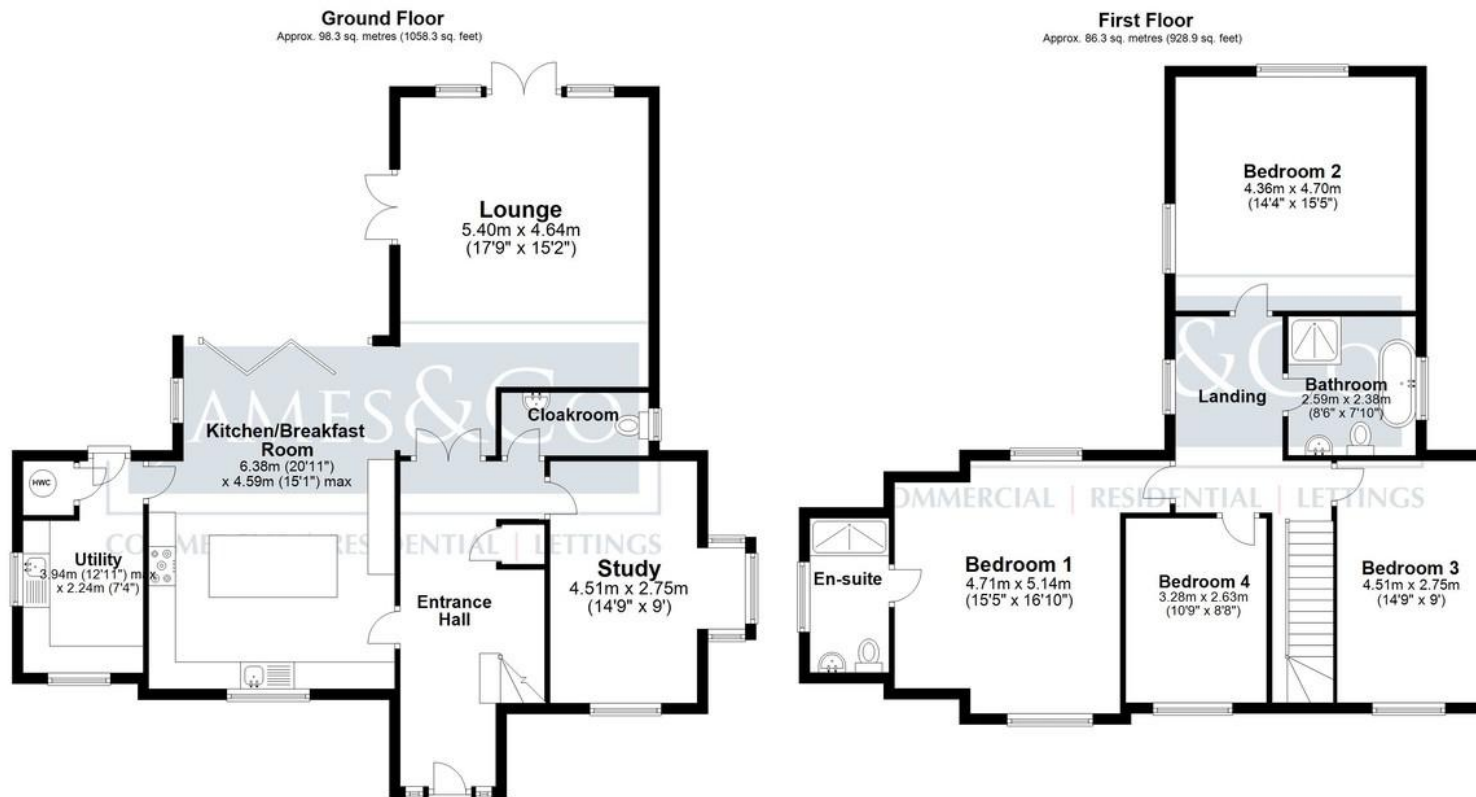 Ground Floor
Approx. 98.3 sq. metres (1058.3 sq. feet)
Lounge
5.40m x 4.64m
(17'9" x 15'2")
Cloakroom
Kitchen/Breakfast
Room
6.38m (20'11")
x 4.59m (15'1") max
HWC
Utility
3.94m (12'11") max
x 2.24m (7'4")
Entrance
Hall
Study
4.51m x 2.75m
(14'9" x 9')
AMES&CO
COMMERCIAL | RESIDENTIAL | LETTINGS
First Floor
Approx. 86.3 sq. metres (928.9 sq. feet)
Bedroom 2
4.36m x 4.70m
(14'4" x 15'5")
Landing
Bathroom
2.59m x 2.38m
(8'6" x 7'10")
En-suite
Bedroom 1
4.71m x 5.14m
(15'5" x 16'10")
Bedroom 4
3.28m x 2.63m
(10'9" x 8'8")
Bedroom 3
4.51m x 2.75m
(14'9" x 9')
&CO
OMMERCIAL | RESIDENTIAL | LETTINGS